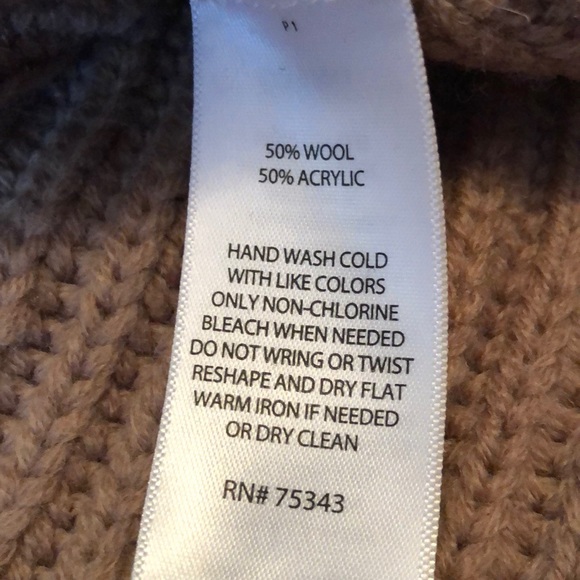 P1
50% WOOL
50% ACRYLIC
HAND WASH COLD
WITH LIKE COLORS
ONLY NON-CHLORINE
BLEACH WHEN NEEDED
DO NOT WRING OR TWIST
RESHAPE AND DRY FLAT
WARM IRON IF NEEDED
OR DRY CLEAN
RN# 75343